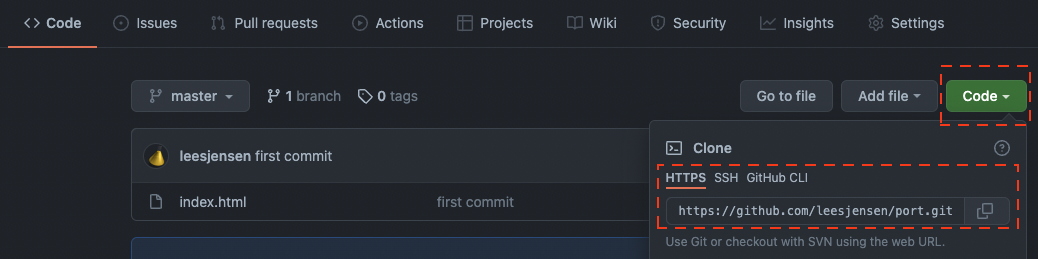 Code Issues Pull requests Actions Projects Wiki Security Insights Settings
master 1 branch 0 tags Go to file Add file Code
leesjensen first commit
Clone
HTTPS SSH GitHub CLI
index.html first commit
https://github.com/leesjensen/port.git
Use Git or checkout with SVN using the web URL.